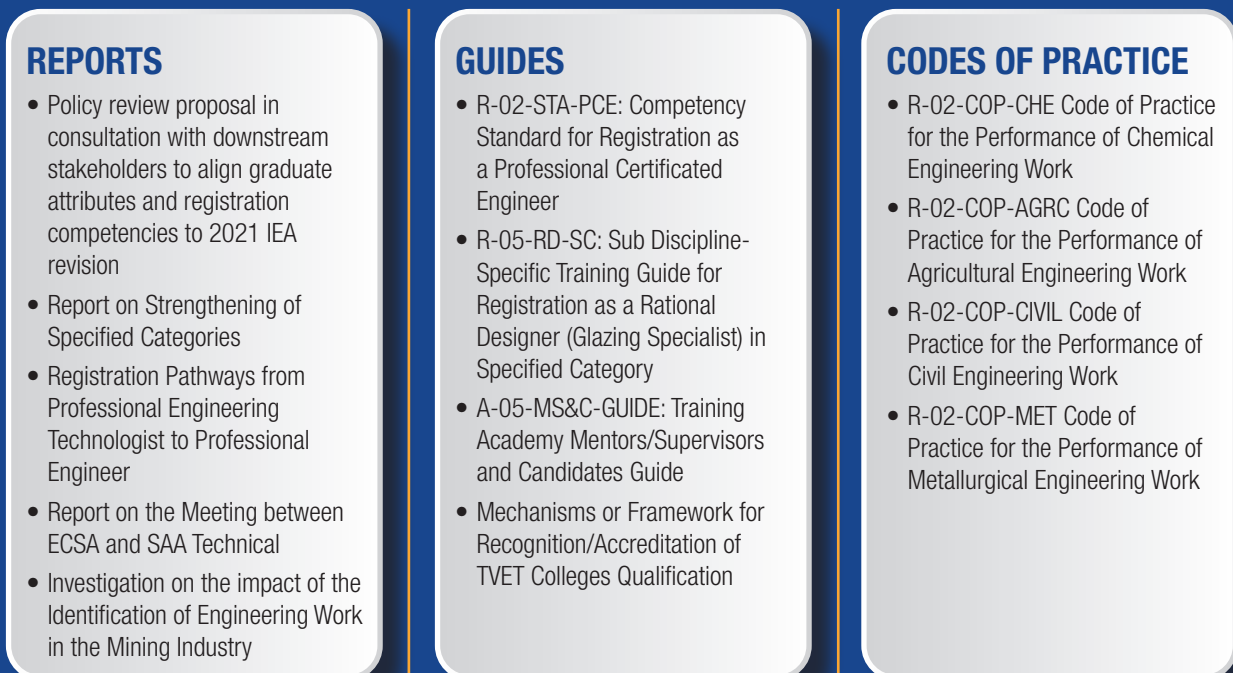 REPORTS
• Policy review proposal in
consultation with downstream
stakeholders to align graduate
attributes and registration
competencies to 2021 IEA
revision
• Report on Strengthening of
Specified Categories
• Registration Pathways from
Professional Engineering
Technologist to Professional
Engineer
• Report on the Meeting between
ECSA and SAA Technical
• Investigation on the impact of the
Identification of Engineering Work
in the Mining Industry
GUIDES
• R-02-STA-PCE: Competency
Standard for Registration as
a Professional Certificated
Engineer
• R-05-RD-SC: Sub Discipline-
Specific Training Guide for
Registration as a Rational
Designer (Glazing Specialist) in
Specified Category
• A-05-MS&C-GUIDE: Training
Academy Mentors/Supervisors
and Candidates Guide
• Mechanisms or Framework for
Recognition/Accreditation of
TVET Colleges Qualification
CODES OF PRACTICE
• R-02-COP-CHE Code of Practice
for the Performance of Chemical
Engineering Work
• R-02-COP-AGRC Code of
Practice for the Performance of
Agricultural Engineering Work
• R-02-COP-CIVIL Code of
Practice for the Performance of
Civil Engineering Work
• R-02-COP-MET Code of
Practice for the Performance of
Metallurgical Engineering Work